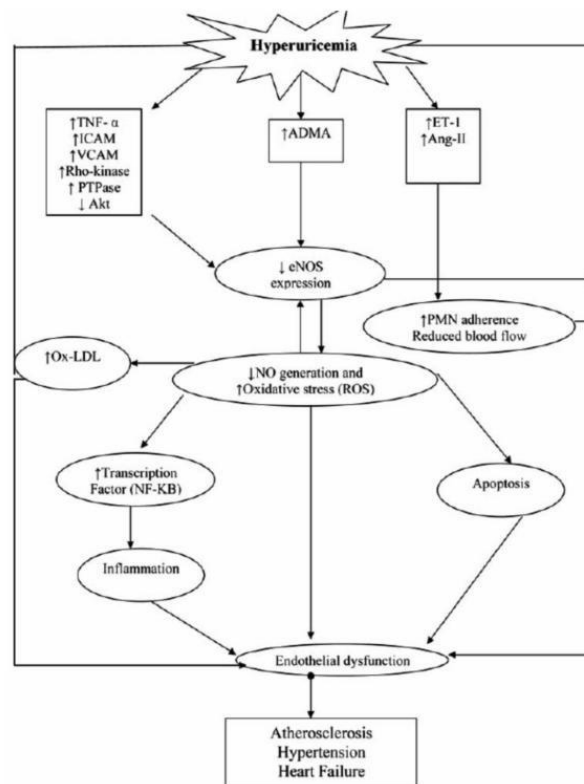 Hyperuricemia
↑TNF- α
↑ICAM
↑VCAM
↑Rho-kinase
↑ PTPase
↓ Akt
↑ADMA
↑ET-1
↑Ang-II
↓ eNOS
expression
↑PMN adherence
Reduced blood flow
↑Ox-LDL
↓NO generation and
↑Oxidative stress (ROS)
↑Transcription
Factor (NF-KB)
Apoptosis
Inflammation
Endothelial dysfunction
Atherosclerosis
Hypertension
Heart Failure